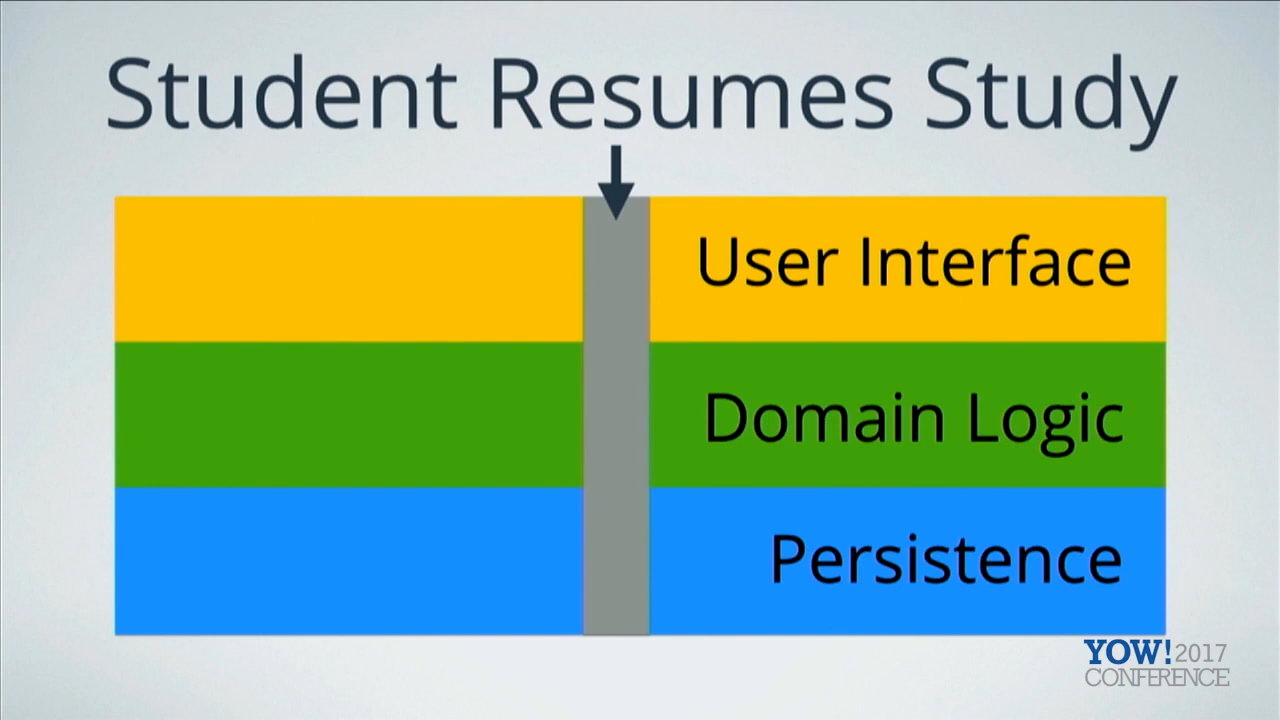 Student Resumes Study
User Interface
Domain Logic
Persistence
YOW! 2017
CONFERENCE